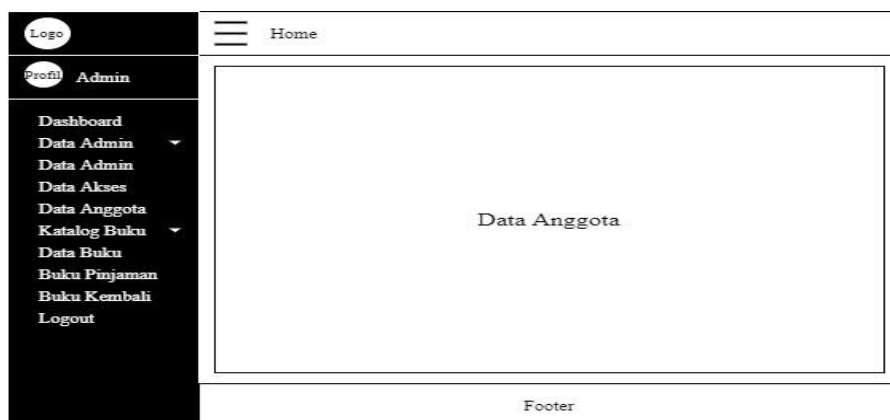 Logo
Home
Profil Admin
Dashboard
Data Admin
Data Admin
Data Akses
Data Anggota
Katalog Buku
Data Buku
Buku Pinjaman
Buku Kembali
Logout
Data Anggota
Footer